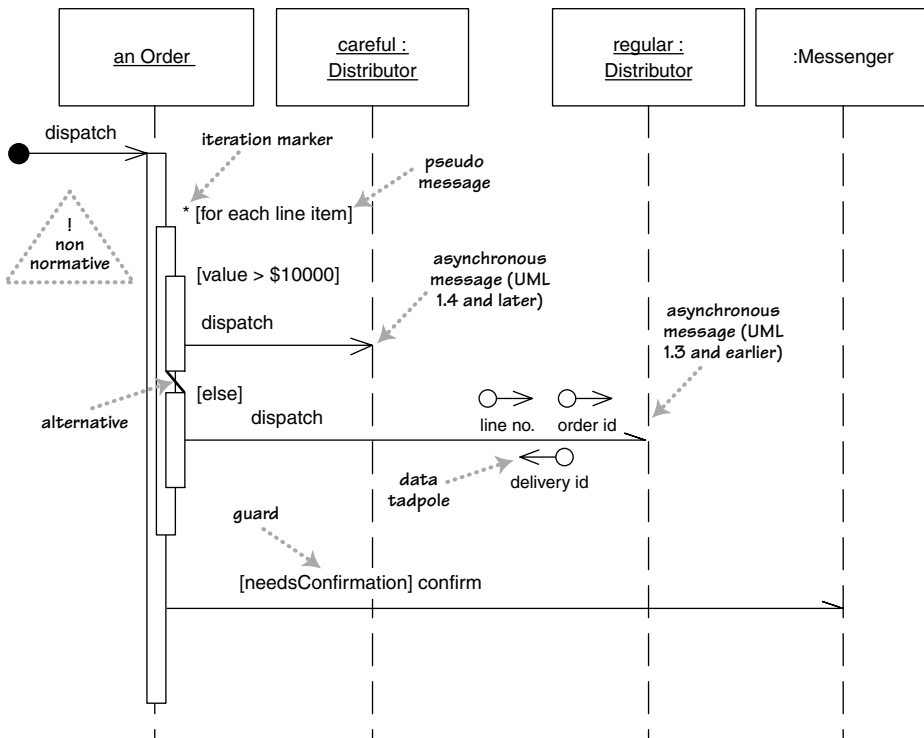 an Order
careful :
Distributor
regular :
Distributor
:Messenger
dispatch
iteration marker
pseudo
message
* [for each line item]
!
non
normative
[value > $10000]
asynchronous
message (UML
1.4 and later)
dispatch
asynchronous
message (UML
1.3 and earlier)
[else]
alternative
dispatch
line no.
order id
data
tadpole
delivery id
guard
[needsConfirmation] confirm